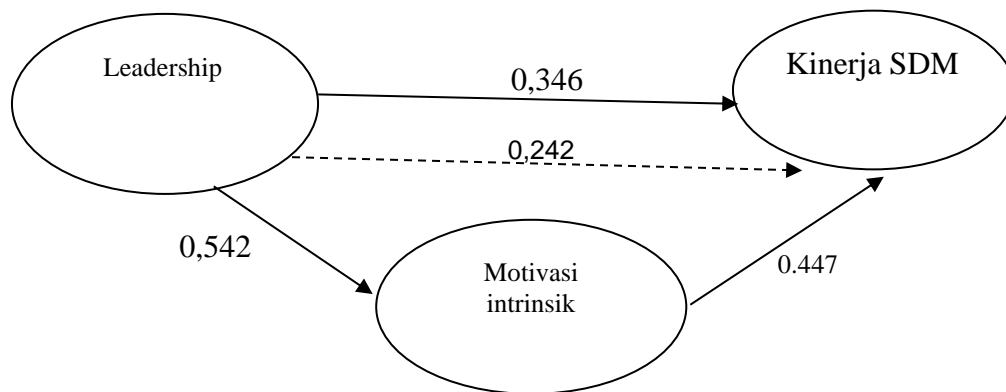 Leadership
Kinerja SDM
0,346
0,242
0,542
Motivasi
intrinsik
0.447